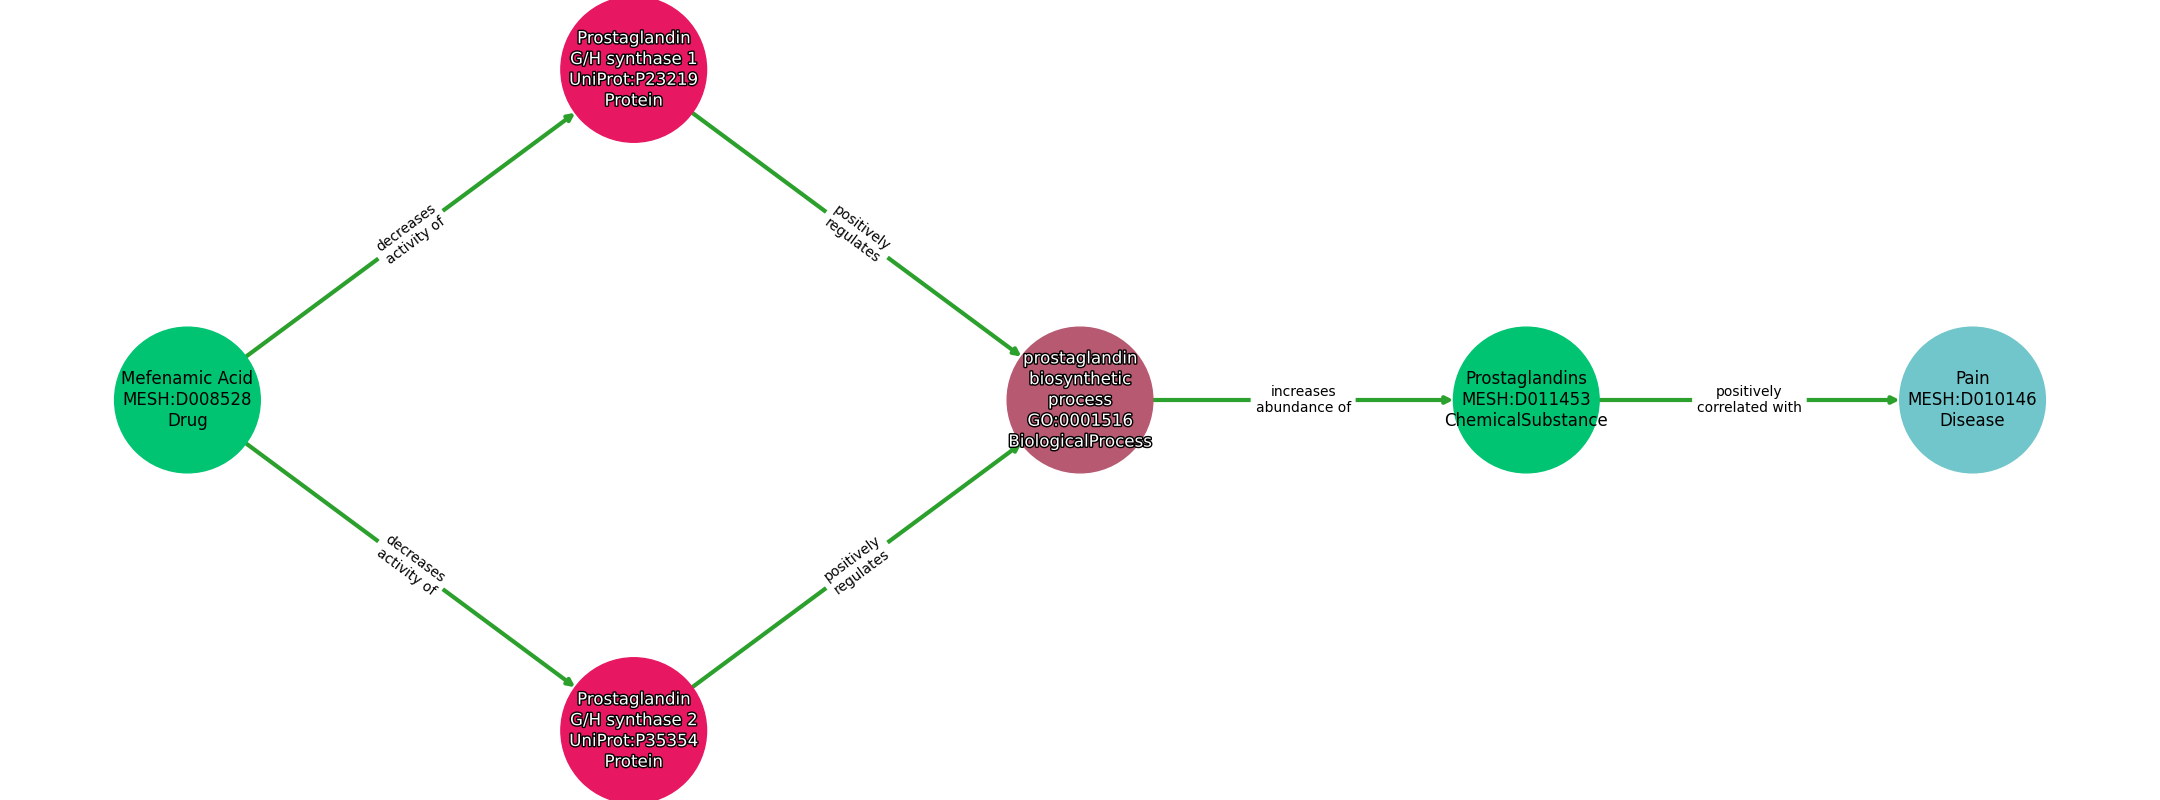 Prostaglandin
G/H synthase 1
UniProt:P23219
Protein
decreases
activity of
positively
regulates
Mefenamic Acid
MESH:D008528
Drug
prostaglandin
biosynthetic
process
GO:0001516
BiologicalProcess
increases
abundance of
Prostaglandins
MESH:D011453
ChemicalSubstance
positively
correlated with
Pain
MESH:D010146
Disease
decreases
activity of
positively
regulates
Prostaglandin
G/H synthase 2
UniProt:P35354
Protein